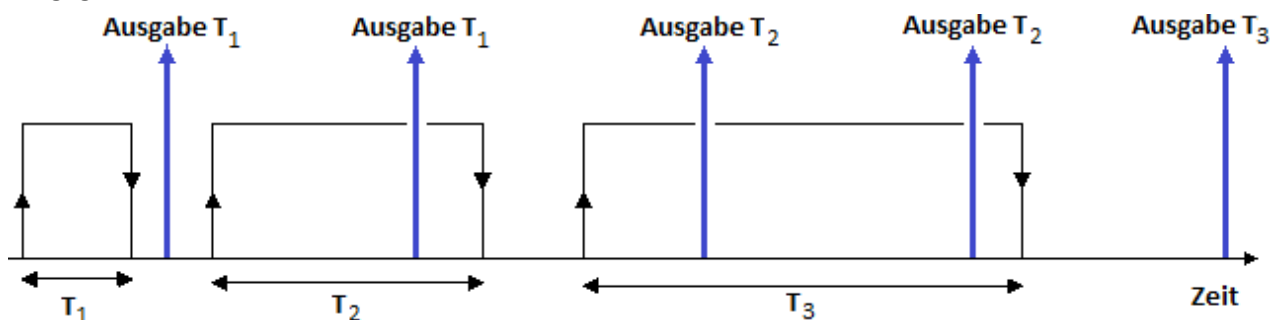 Ausgabe T₁
Ausgabe T₁
Ausgabe T₂
Ausgabe T₂
Ausgabe T₃
T₁
T₂
T₃
Zeit